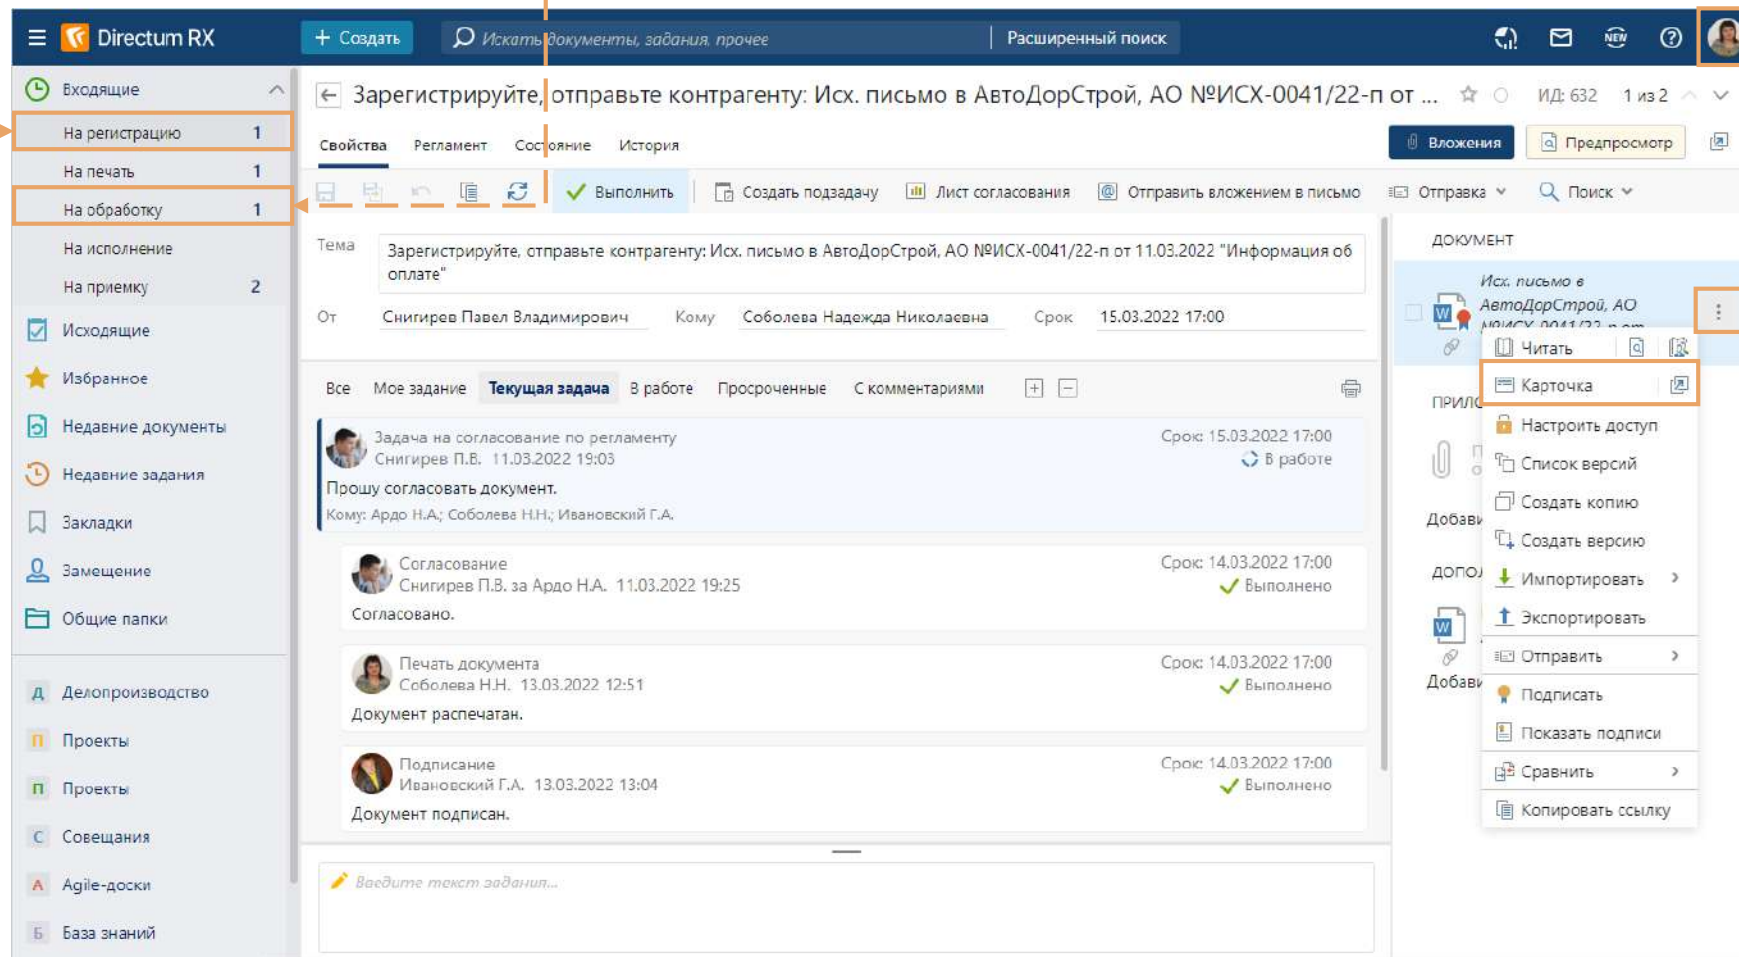 Directum RX
Создать
Искать документы, задания, прочее
Расширенный поиск
NEW
Входящие
На регистрацию 1
На печать 1
На обработку 1
На исполнение
На приемку 2
Исходящие
Избранное
Недавние документы
Недавние задания
Закладки
Замещение
Общие папки
Д Делопроизводство
П Проекты
П Проекты
С Совещания
A Agile-доски
Б База знаний
Зарегистрируйте, отправьте контрагенту: Исх. письмо в АвтоДорСтрой, АО №ИСХ-0041/22-п от ...
ИД: 632 1 из 2
Свойства Регламент Состояние История
Вложения Предпросмотр
Выполнить Создать подзадачу Лист согласования Отправить вложением в письмо Отправка Поиск
Тема
Зарегистрируйте, отправьте контрагенту: Исх. письмо в АвтоДорСтрой, АО №ИСХ-0041/22-п от 11.03.2022 "Информация об
оплате"
От Снигирев Павел Владимирович Кому Соболева Надежда Николаевна Срок 15.03.2022 17:00
Все Мое задание Текущая задача В работе Просроченные С комментариями
Задача на согласование по регламенту Срок: 15.03.2022 17:00
Снигирев П.В. 11.03.2022 19:03 В работе
Прошу согласовать документ.
Кому: Ардо Н.А.; Соболева Н.Н.; Ивановский Г.А.
Согласование Срок: 14.03.2022 17:00
Снигирев П.В. за Ардо Н.А. 11.03.2022 19:25 Выполнено
Согласовано.
Печать документа Срок: 14.03.2022 17:00
Соболева Н.Н. 13.03.2022 12:51 Выполнено
Документ распечатан.
Подписание Срок: 14.03.2022 17:00
Ивановский Г.А. 13.03.2022 13:04 Выполнено
Документ подписан.
Введите текст задания...
ДОКУМЕНТ
W
Исх. письмо в
АвтоДорСтрой, АО
№ИСХ-0041/22-п от
Читать
Карточка
Настроить доступ
Список версий
Создать копию
Создать версию
Импортировать
Экспортировать
Отправить
Подписать
Показать подписи
Сравнить
Копировать ссылку
ПРИЛО
Добави
ДОПОЛ
W
Добави